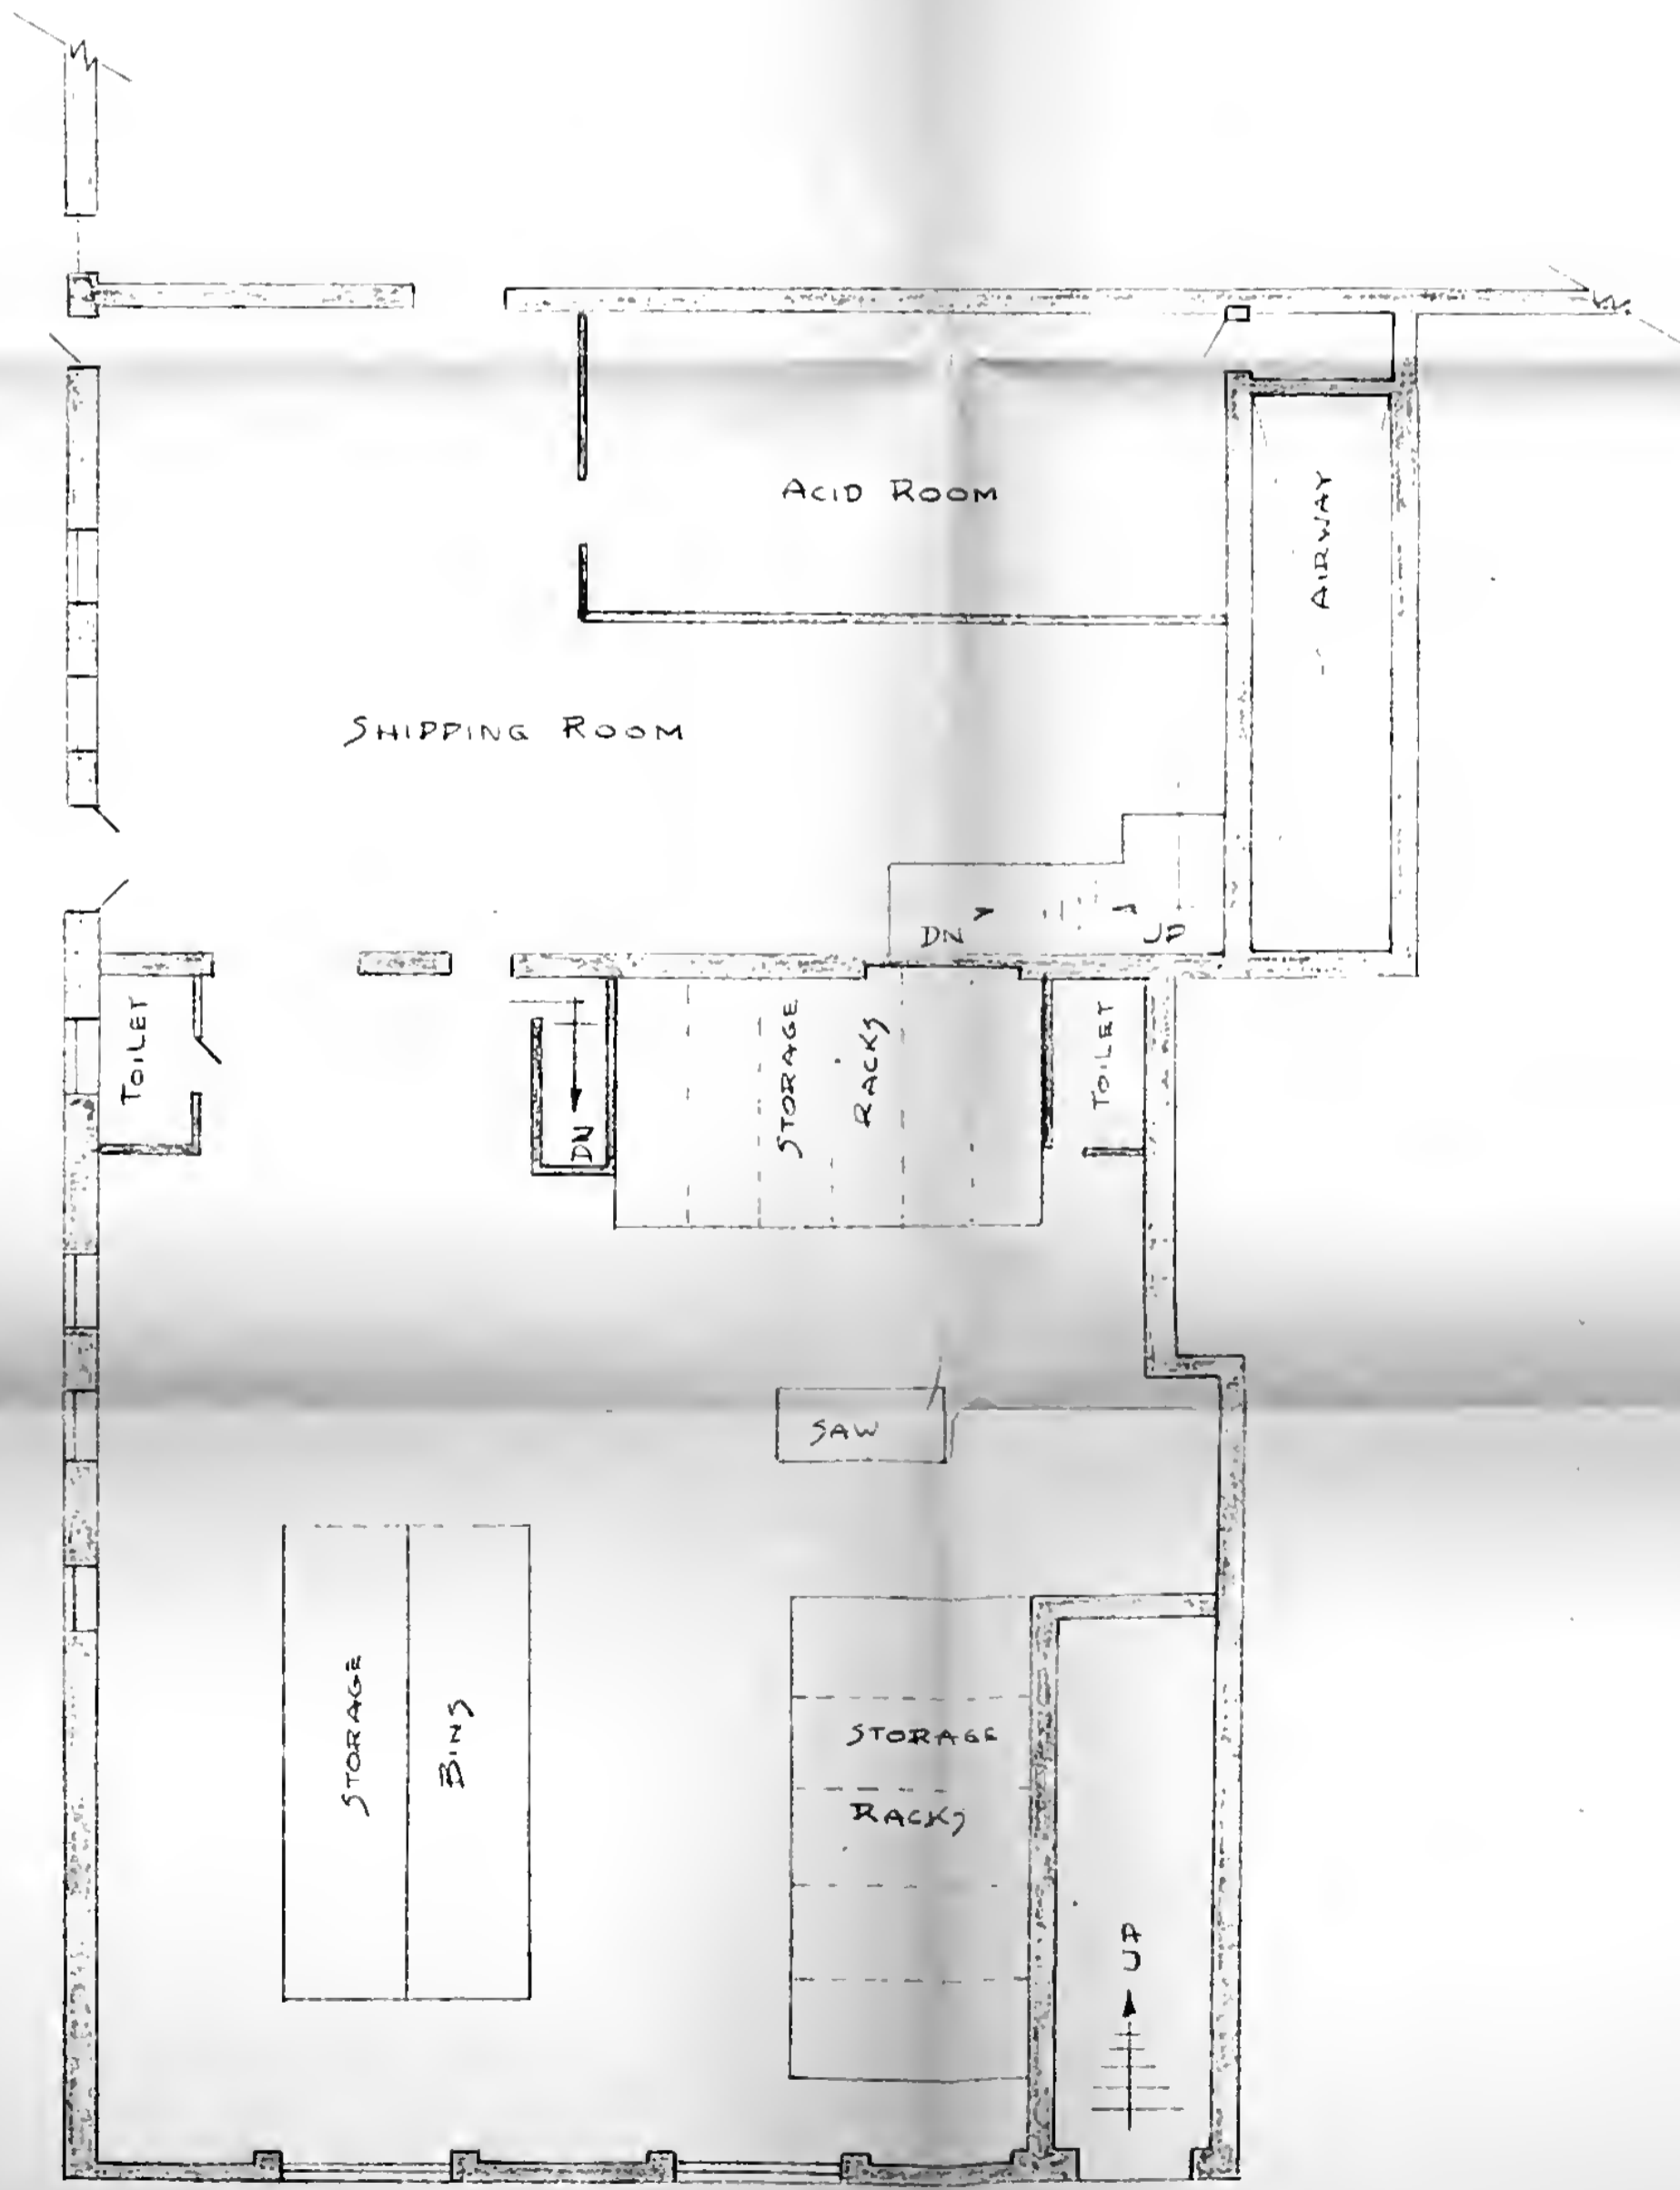 ACID ROOM
AIRWAY
SHIPPING ROOM
DN
UP
TOILET
DN
STORAGE
RACKS
TOILET
SAW
STORAGE
BINS
STORAGE
RACKS
UP